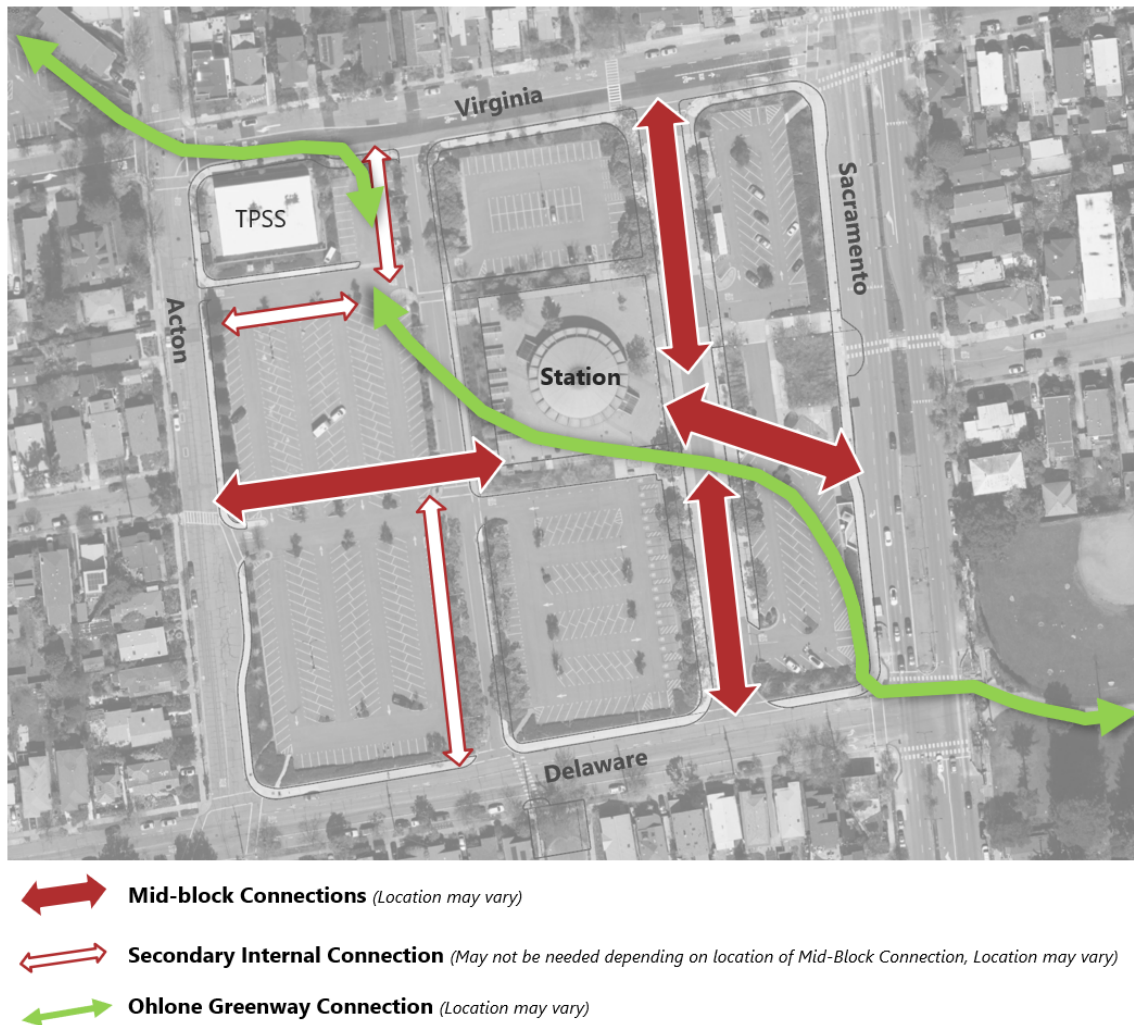 Virginia
Sacramento
TPSS
Acton
Station
Delaware
Mid-block Connections (Location may vary)
Secondary Internal Connection (May not be needed depending on location of Mid-Block Connection, Location may vary)
Ohlone Greenway Connection (Location may vary)